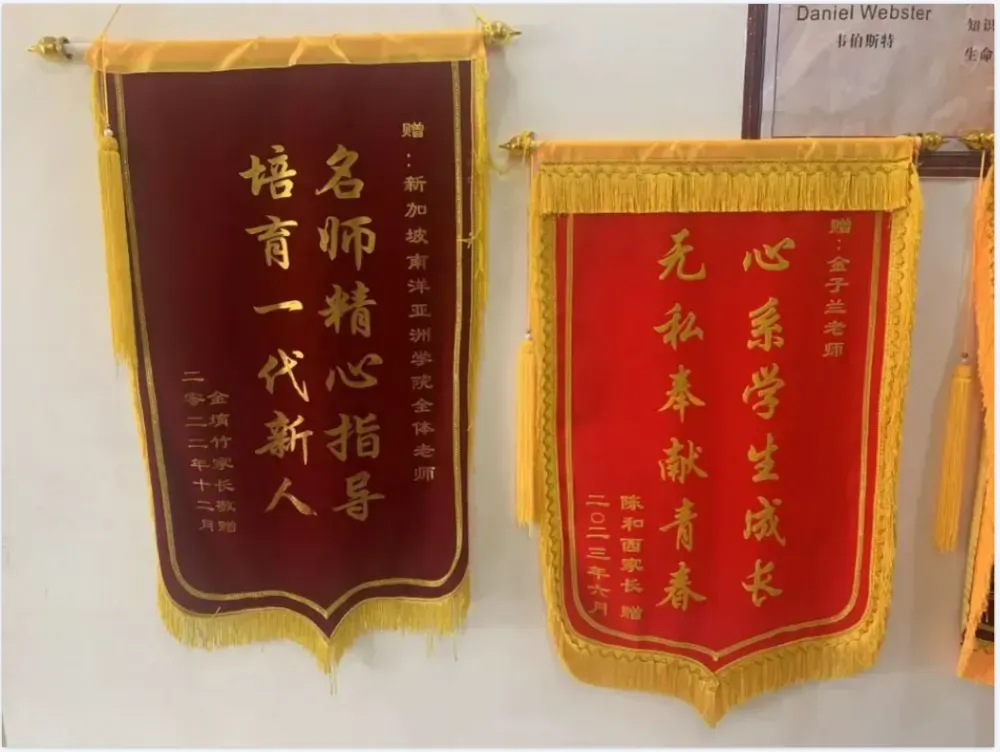 赠：新加坡南洋亚洲学院全体老师
名师精心指导
培育一代新人
金填竹家长敬赠
二零二二年十二月
赠：金子兰老师
心系学生成长
无私奉献青春
陈和西家长 赠
二〇二三年六月
Daniel Webster
韦伯斯特
知识
生命